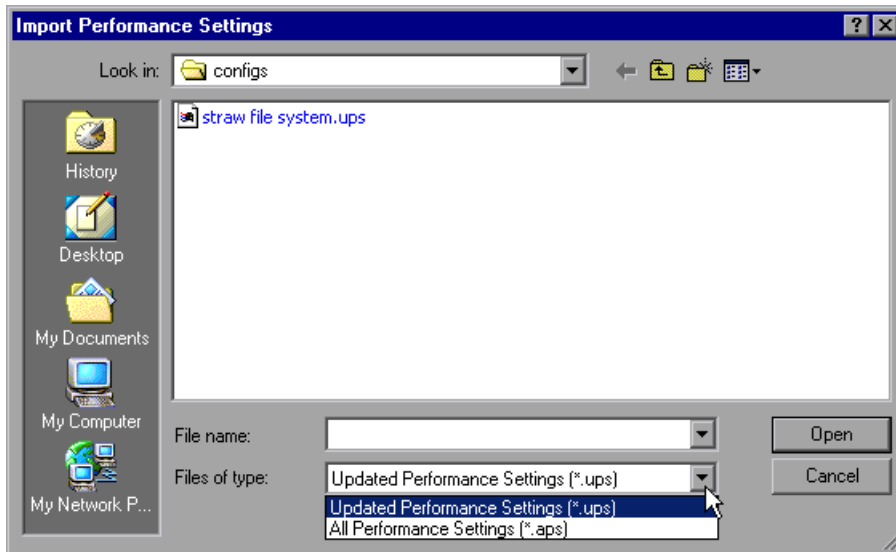 Import Performance Settings
Look in: configs
straw file system.ups
History
Desktop
My Documents
My Computer
My Network P...
File name:
Open
Files of type: Updated Performance Settings (*.ups)
Cancel
Updated Performance Settings (*.ups)
All Performance Settings (*.aps)